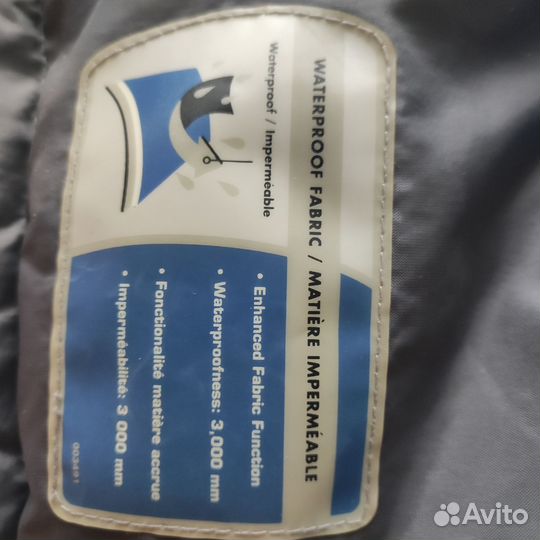 WATERPROOF FABRIC / MATIÈRE IMPERMÉABLE
Waterproof / Imperméable
• Enhanced Fabric Function
• Waterproofness: 3,000 mm
• Fonctionalité matière accrue
• Imperméabilité: 3 000 mm
003491
Avito